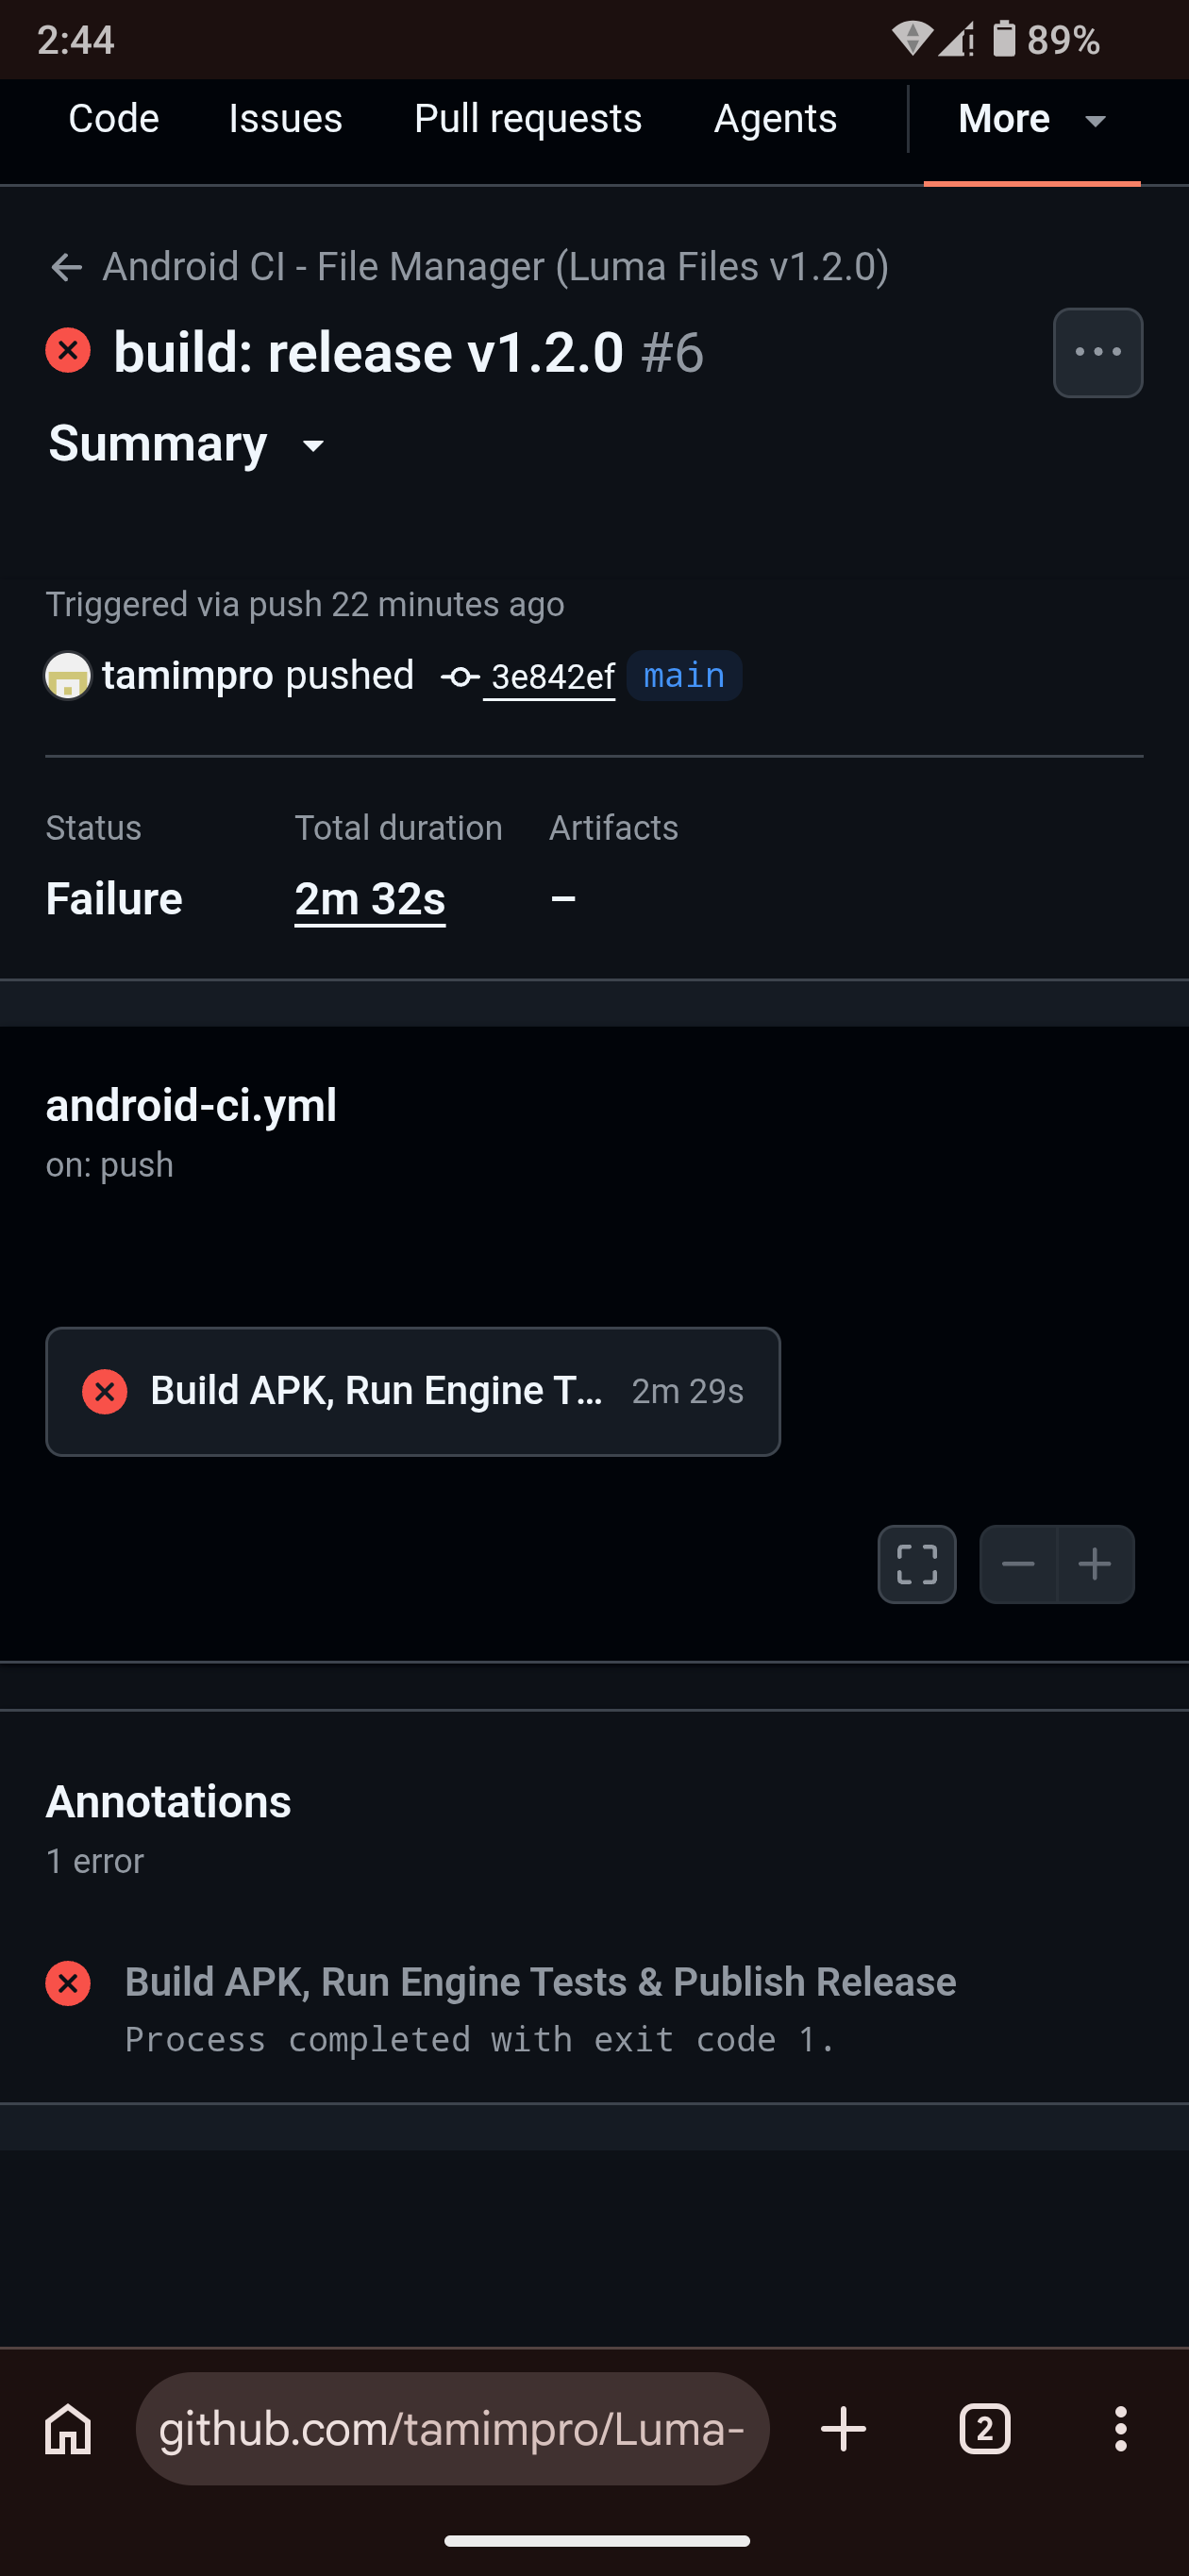 2:44
89%
Code Issues Pull requests Agents More
Android CI - File Manager (Luma Files v1.2.0)
build: release v1.2.0 #6
Summary
Triggered via push 22 minutes ago
tamimpro pushed 3e842ef main
Status Total duration Artifacts
Failure 2m 32s –
android-ci.yml
on: push
Build APK, Run Engine T... 2m 29s
Annotations
1 error
Build APK, Run Engine Tests & Publish Release
Process completed with exit code 1.
github.com/tamimpro/Luma-
2